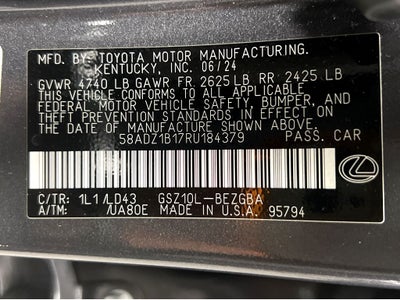 MFD. BY: TOYOTA MOTOR MANUFACTURING.
KENTUCKY, INC. 06/24
GVWR 4740 LB GAWR FR 2625 LB RR 2425 LB
THIS VEHICLE CONFORMS TO ALL APPLICABLE
FEDERAL MOTOR VEHICLE SAFETY, BUMPER, AND
THEFT PREVENTION STANDARDS IN EFFECT ON
THE DATE OF MANUFACTURE SHOWN ABOVE.
58ADZ1B17RU184379 PASS. CAR
C/TR: 1L1 /LD43 GSZ10L-BEZGBA
A/TM: /UA80E MADE IN U.S.A. 95794